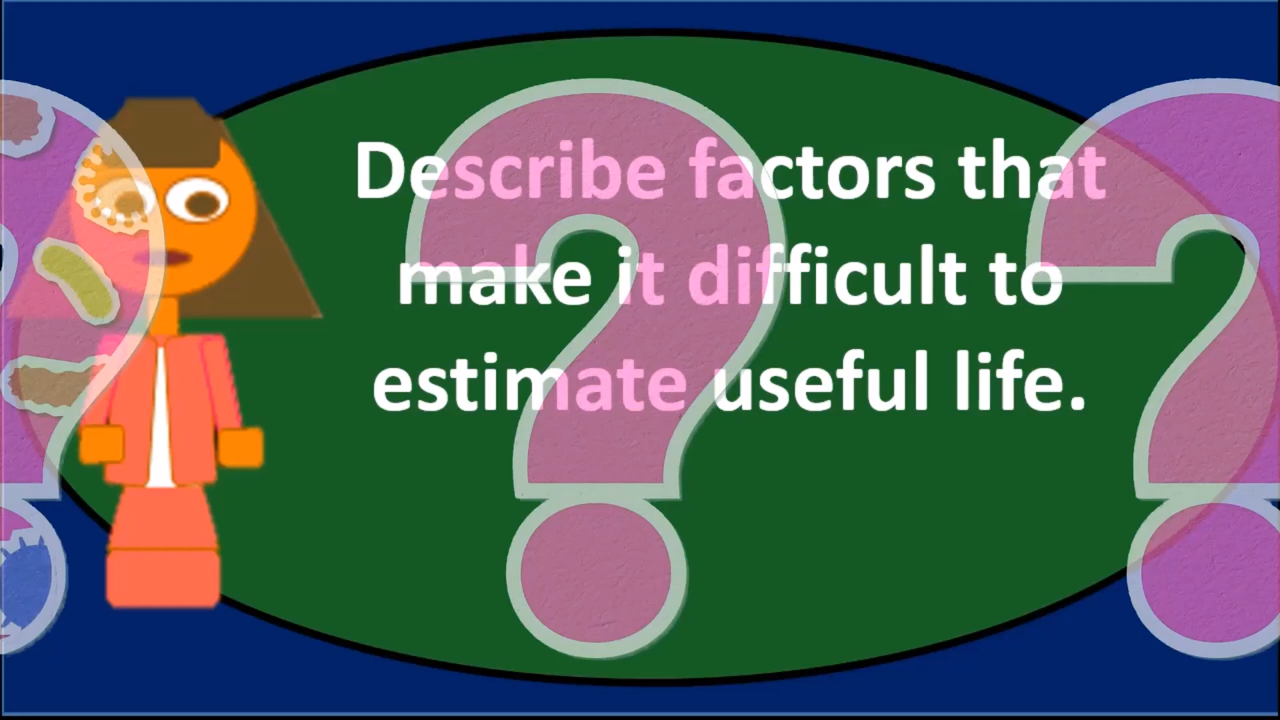 Describe factors that
make it difficult to
estimate useful life.